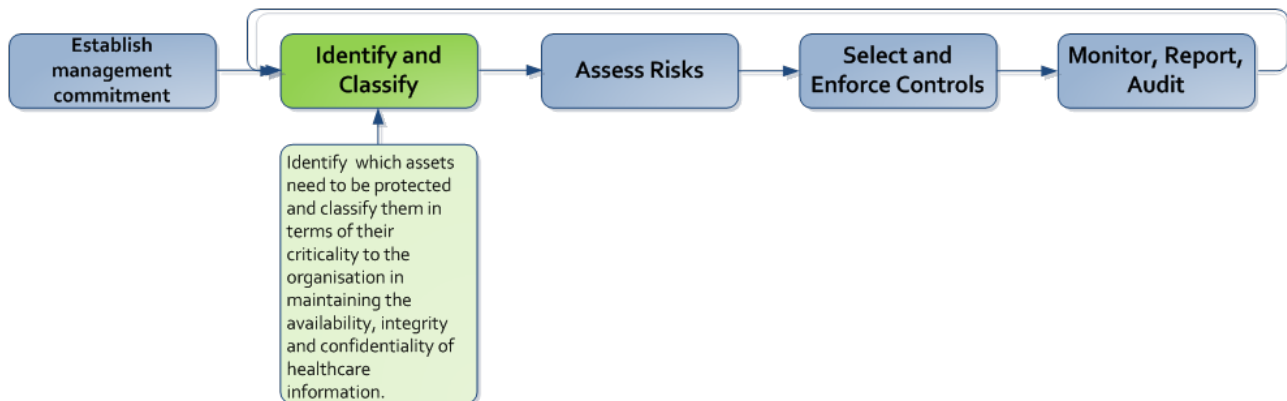 Establish
management
commitment
Identify and
Classify
Assess Risks
Select and
Enforce Controls
Monitor, Report,
Audit
Identify  which assets
need to be protected
and classify them in
terms of their
criticality to the
organisation in
maintaining the
availability, integrity
and confidentiality of
healthcare
information.